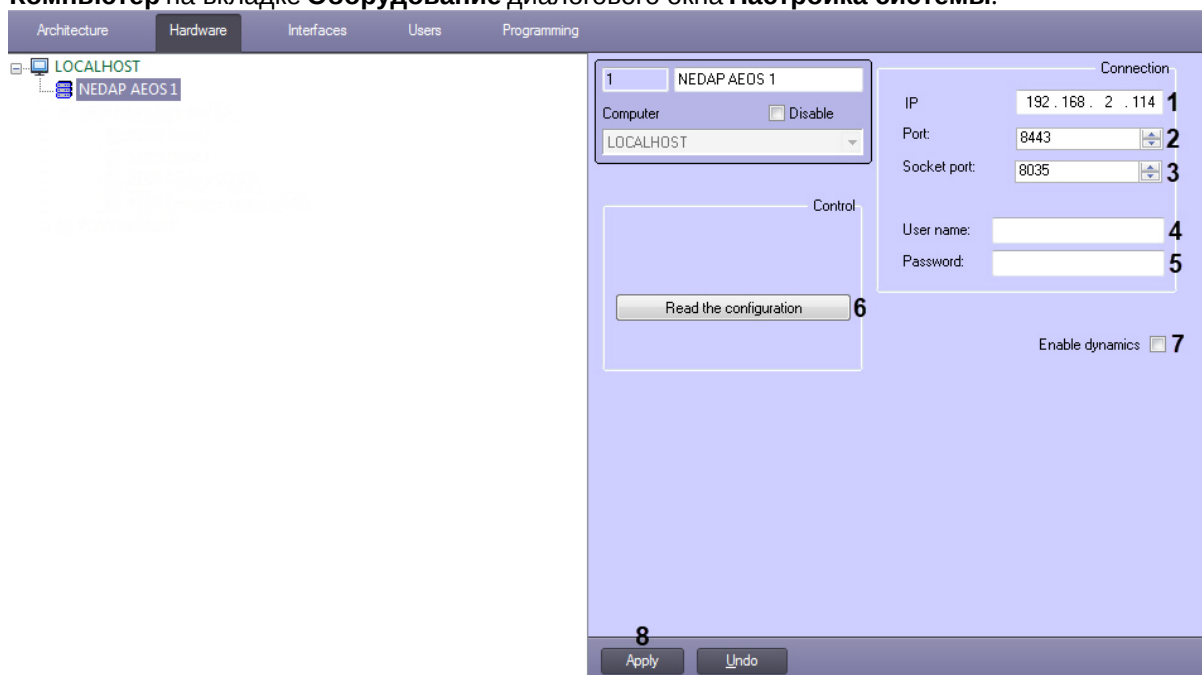 Компьютер на вкладке Оборудование диалогового окна Настройка системы.
Architecture Hardware Interfaces Users Programming
LOCALHOST
NEDAP AEOS 1
1 NEDAP AEOS 1
Computer Disable
LOCALHOST
Control
Read the configuration 6
Connection
IP 192 . 168 . 2 . 114 1
Port: 8443 2
Socket port: 8035 3
User name: 4
Password: 5
Enable dynamics 7
8
Apply Undo